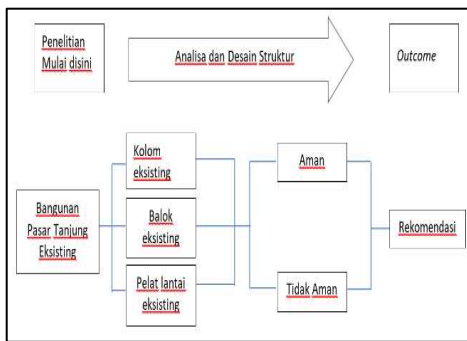 Penelitian
Mulai disini
Analisa dan Desain Struktur
Outcome
Kolom
eksisting
Aman
Bangunan
Pasar Tanjung
Eksisting
Balok
eksisting
Rekomendasi
Pelat lantai
eksisting
Tidak Aman